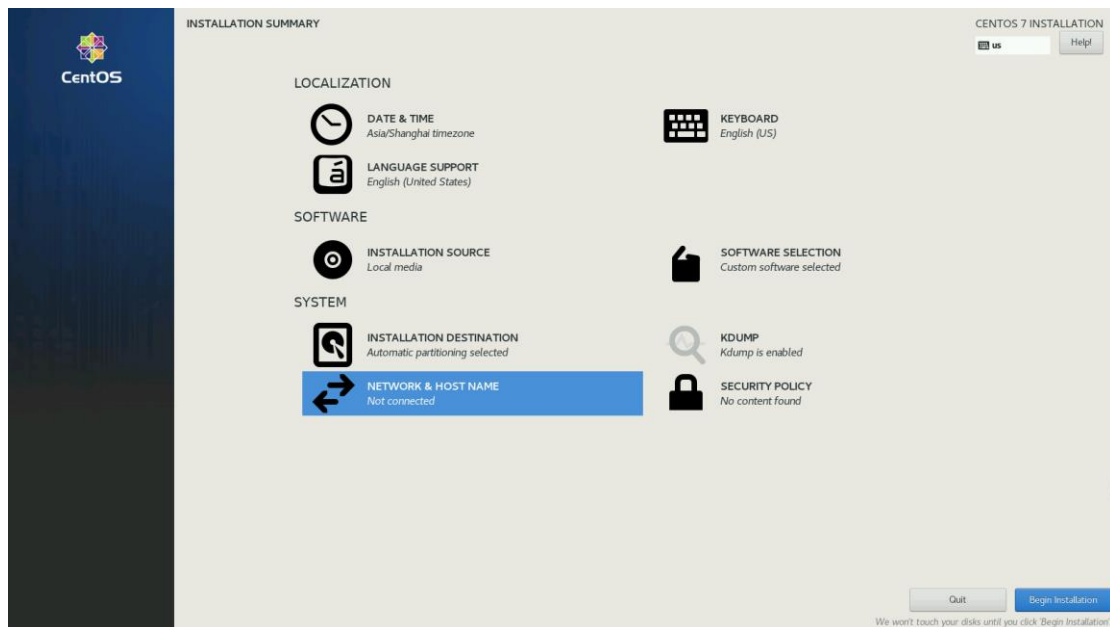 INSTALLATION SUMMARY
CENTOS 7 INSTALLATION
us
Help!
CentOS
LOCALIZATION
DATE & TIME
Asia/Shanghai timezone
KEYBOARD
English (US)
á
LANGUAGE SUPPORT
English (United States)
SOFTWARE
INSTALLATION SOURCE
Local media
SOFTWARE SELECTION
Custom software selected
SYSTEM
INSTALLATION DESTINATION
Automatic partitioning selected
KDUMP
Kdump is enabled
NETWORK & HOST NAME
Not connected
SECURITY POLICY
No content found
Quit
Begin Installation
We won't touch your disks until you click 'Begin Installation'